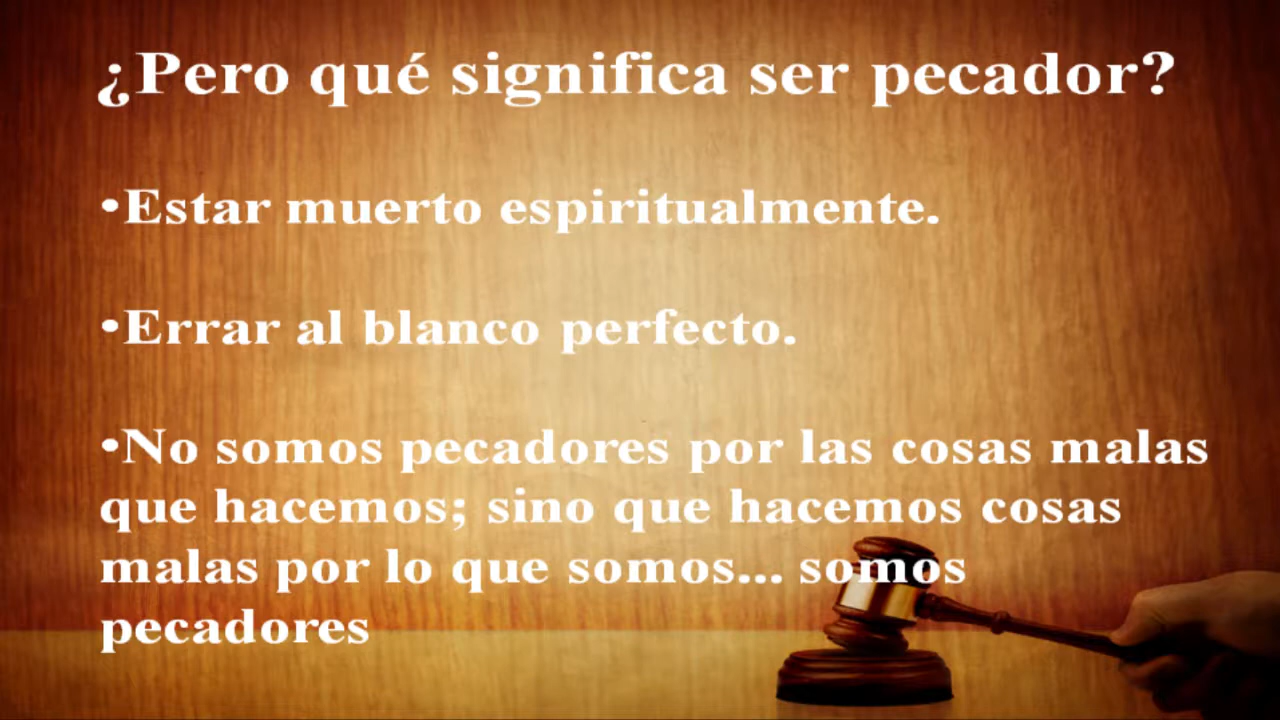 ¿Pero qué significa ser pecador?
•Estar muerto espiritualmente.
•Errar al blanco perfecto.
•No somos pecadores por las cosas malas
que hacemos; sino que hacemos cosas
malas por lo que somos... somos
pecadores